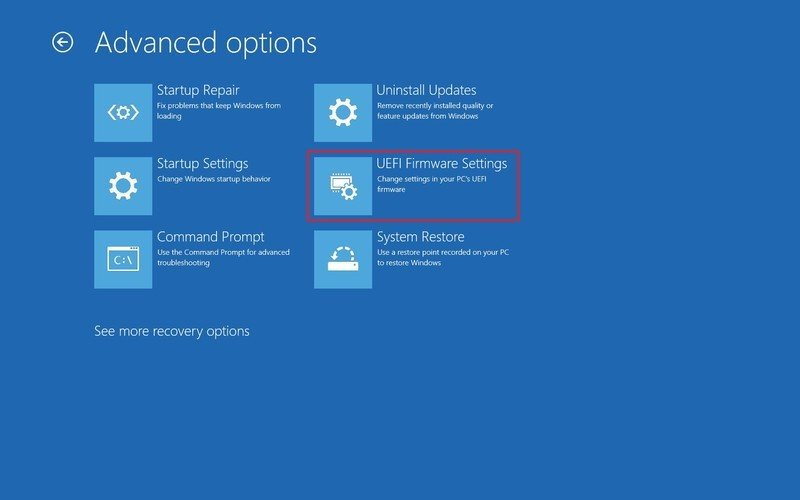 Advanced options
Startup Repair
Fix problems that keep Windows from
loading
Uninstall Updates
Remove recently installed quality or
feature updates from Windows
Startup Settings
Change Windows startup behavior
UEFI Firmware Settings
Change settings in your PC's UEFI
firmware
Command Prompt
Use the Command Prompt for advanced
troubleshooting
C:\
System Restore
Use a restore point recorded on your PC
to restore Windows
See more recovery options